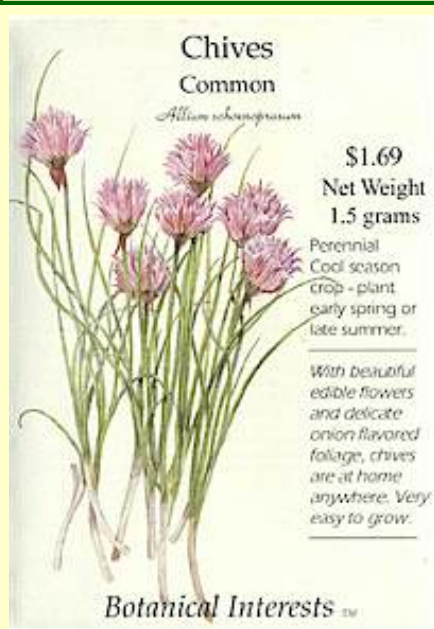 Chives
Common
Allium schoenoprasum
$1.69
Net Weight
1.5 grams
Perennial
Cool season
crop - plant
early spring or
late summer.
With beautiful
edible flowers
and delicate
onion flavored
foliage, chives
are at home
anywhere. Very
easy to grow.
Botanical Interests TM